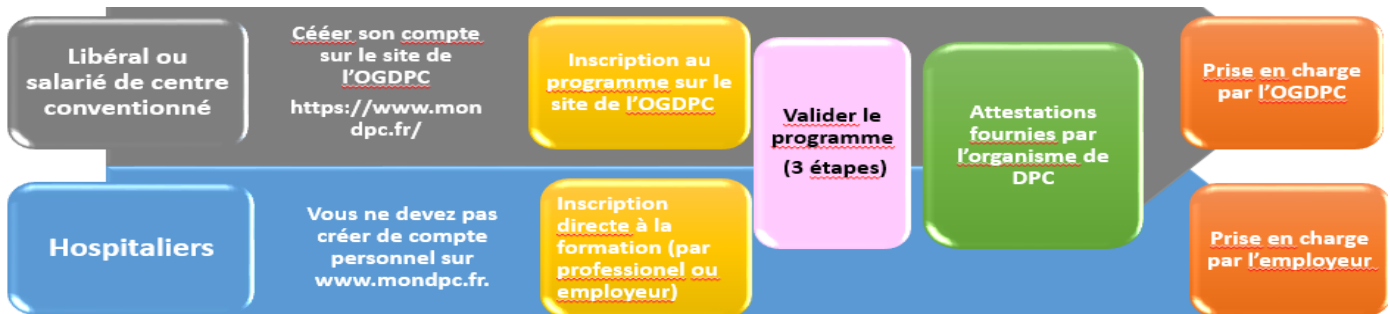 Libéral ou
salarié de centre
conventionné
Cééer son compte
sur le site de
l'OGDPC
https://www.mon
dpc.fr/
Inscription au
programme sur le
site de l'OGDPC
Valider le
programme
(3 étapes)
Attestations
fournies par
l'organisme de
DPC
Prise en charge
par l'OGDPC
Hospitaliers
Vous ne devez pas
créer de compte
personnel sur
www.mondpc.fr.
Inscription
directe à la
formation (par
professionel ou
employeur)
Prise en charge
par l'employeur